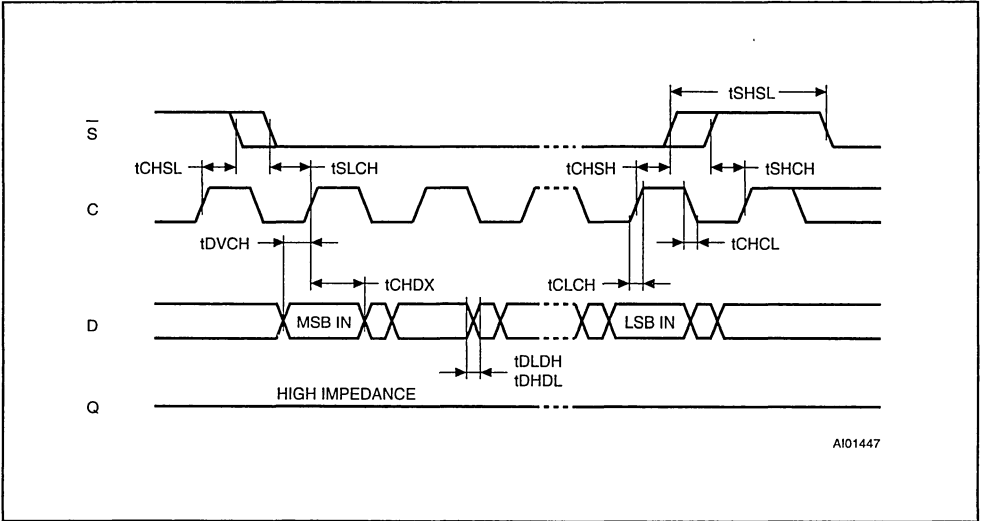 tSHSL
S̅
tCHSL
tSLCH
tCHSH
tSHCH
C
tDVCH
tCHCL
tCHDX
tCLCH
D
MSB IN
LSB IN
tDLDH
tDHDL
HIGH IMPEDANCE
Q
AI01447